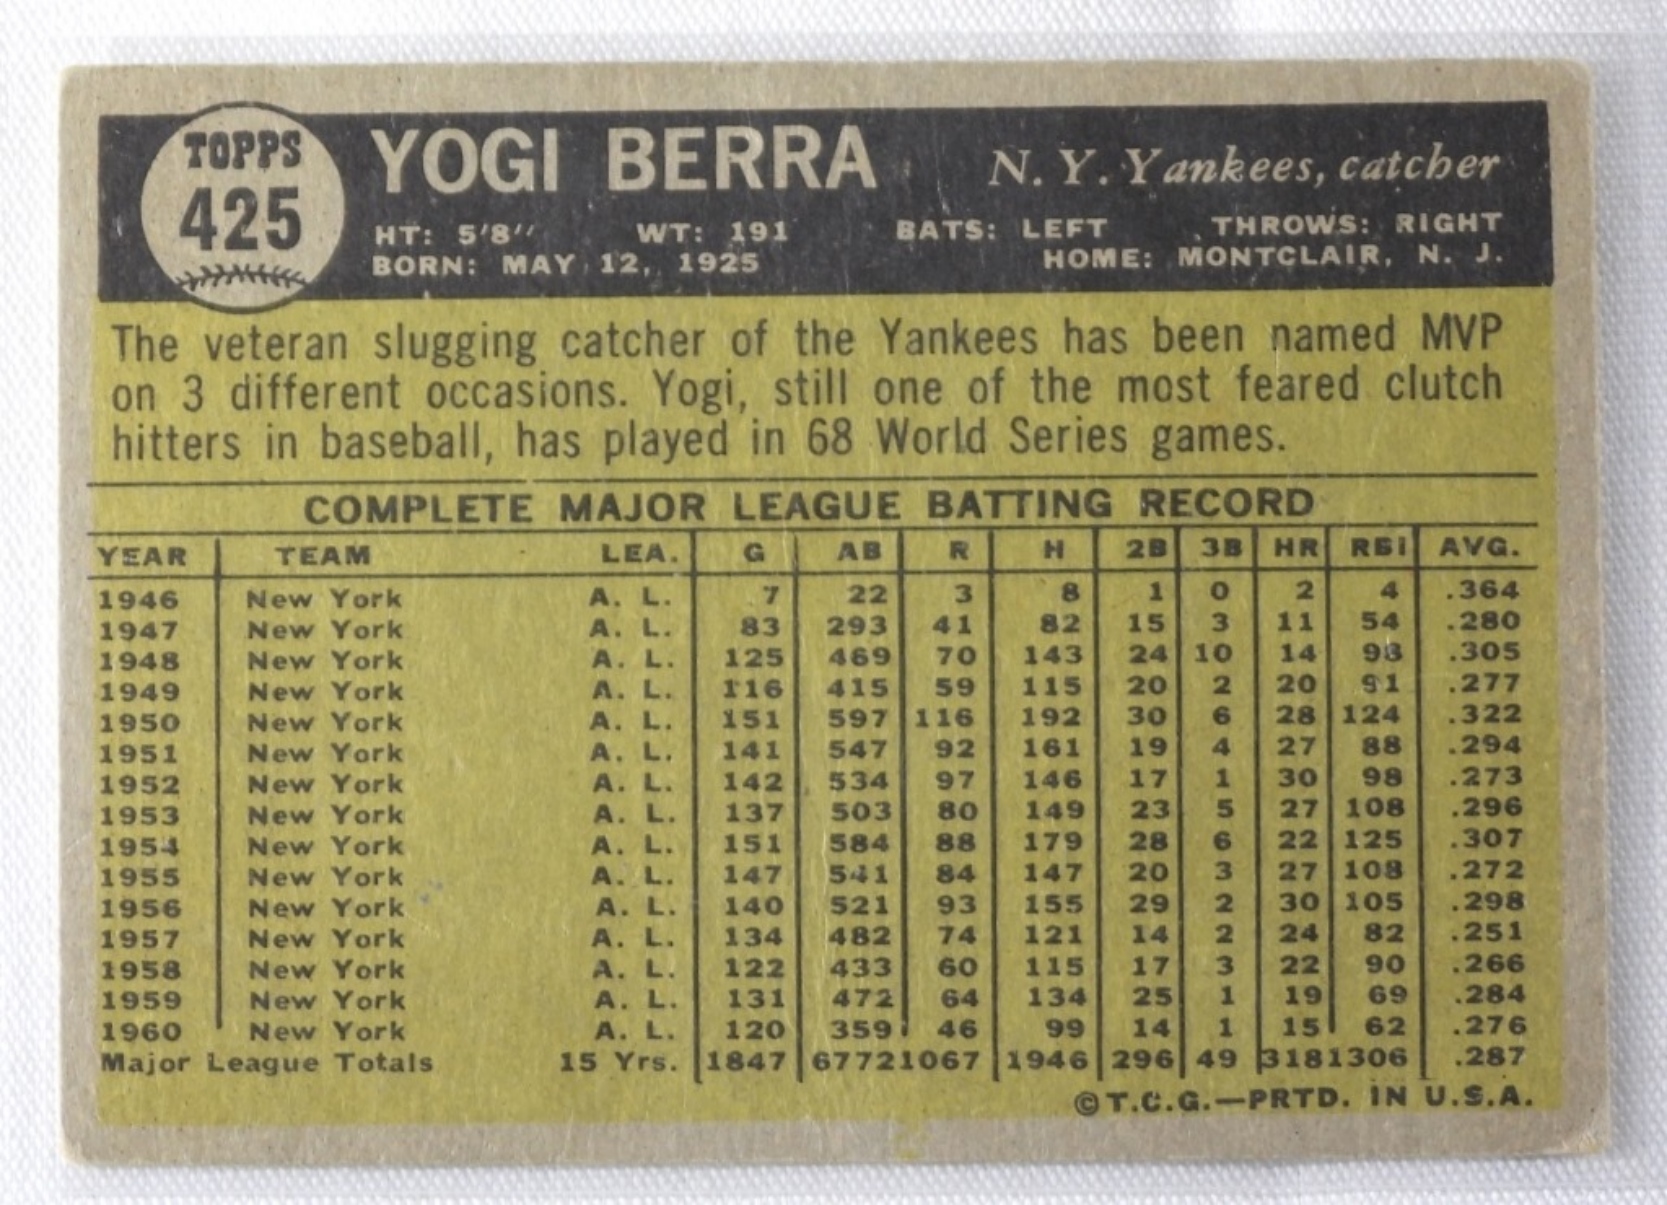 TOPPS
425
YOGI BERRA
N. Y. Yankees, catcher
HT: 5'8" WT: 191 BATS: LEFT THROWS: RIGHT
BORN: MAY 12, 1925 HOME: MONTCLAIR, N. J.
The veteran slugging catcher of the Yankees has been named MVP
on 3 different occasions. Yogi, still one of the most feared clutch
hitters in baseball, has played in 68 World Series games.
COMPLETE MAJOR LEAGUE BATTING RECORD
YEAR TEAM LEA. G AB R H 2B 3B HR RBI AVG.
1946 New York A. L. 7 22 3 8 1 0 2 4 .364
1947 New York A. L. 83 293 41 82 15 3 11 54 .280
1948 New York A. L. 125 469 70 143 24 10 14 98 .305
1949 New York A. L. 116 415 59 115 20 2 20 91 .277
1950 New York A. L. 151 597 116 192 30 6 28 124 .322
1951 New York A. L. 141 547 92 161 19 4 27 88 .294
1952 New York A. L. 142 534 97 146 17 1 30 98 .273
1953 New York A. L. 137 503 80 149 23 5 27 108 .296
1954 New York A. L. 151 584 88 179 28 6 22 125 .307
1955 New York A. L. 147 541 84 147 20 3 27 108 .272
1956 New York A. L. 140 521 93 155 29 2 30 105 .298
1957 New York A. L. 134 482 74 121 14 2 24 82 .251
1958 New York A. L. 122 433 60 115 17 3 22 90 .266
1959 New York A. L. 131 472 64 134 25 1 19 69 .284
1960 New York A. L. 120 359 46 99 14 1 15 62 .276
Major League Totals 15 Yrs. 1847 6772 1067 1946 296 49 318 1306 .287
© T.C.G.—PRTD. IN U.S.A.